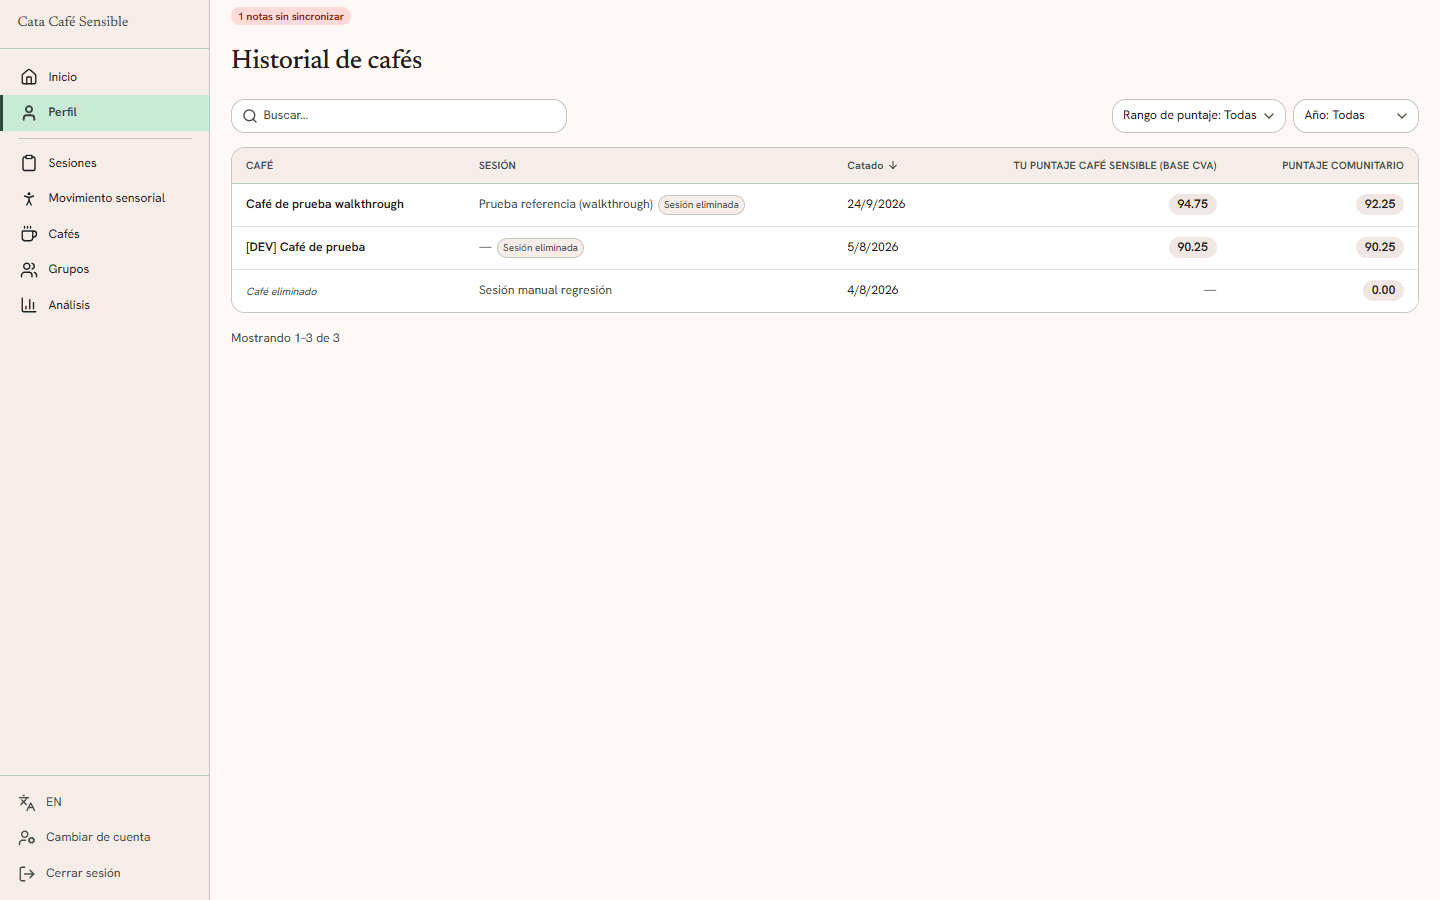 Cata Café Sensible
Inicio
Perfil
Sesiones
Movimiento sensorial
Cafés
Grupos
Análisis
EN
Cambiar de cuenta
Cerrar sesión
1 notas sin sincronizar
Historial de cafés
Buscar...
Rango de puntaje: Todas
Año: Todas
CAFÉ SESIÓN Catado ↓ TU PUNTAJE CAFÉ SENSIBLE (BASE CVA) PUNTAJE COMUNITARIO
Café de prueba walkthrough Prueba referencia (walkthrough) Sesión eliminada 24/9/2026 94.75 92.25
[DEV] Café de prueba — Sesión eliminada 5/8/2026 90.25 90.25
Café eliminado Sesión manual regresión 4/8/2026 — 0.00
Mostrando 1–3 de 3